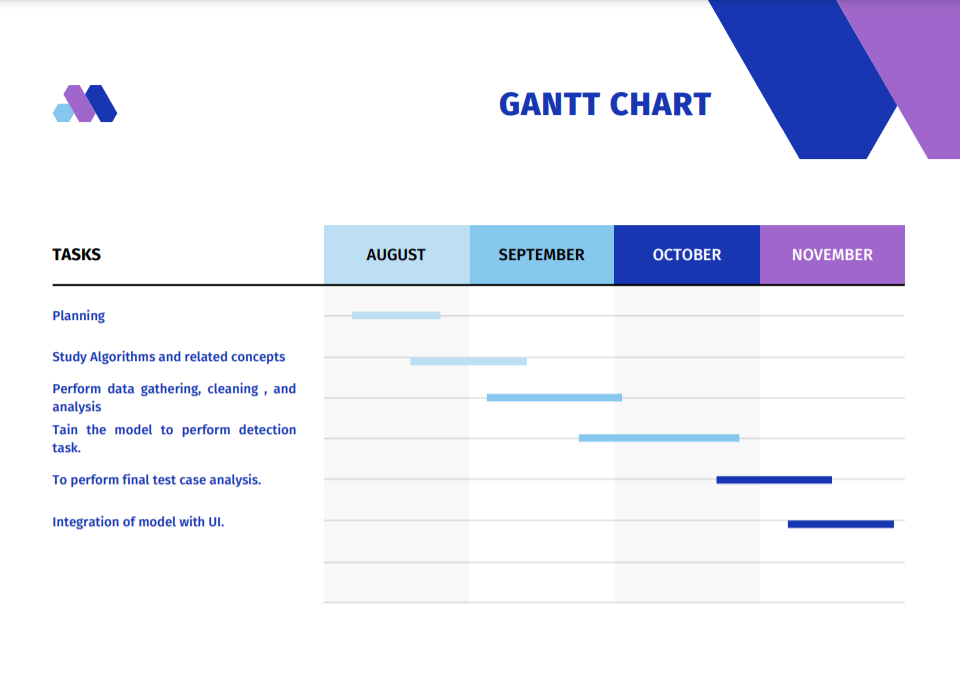 GANTT CHART
TASKS AUGUST SEPTEMBER OCTOBER NOVEMBER
Planning
Study Algorithms and related concepts
Perform data gathering, cleaning , and
analysis
Tain the model to perform detection
task.
To perform final test case analysis.
Integration of model with UI.